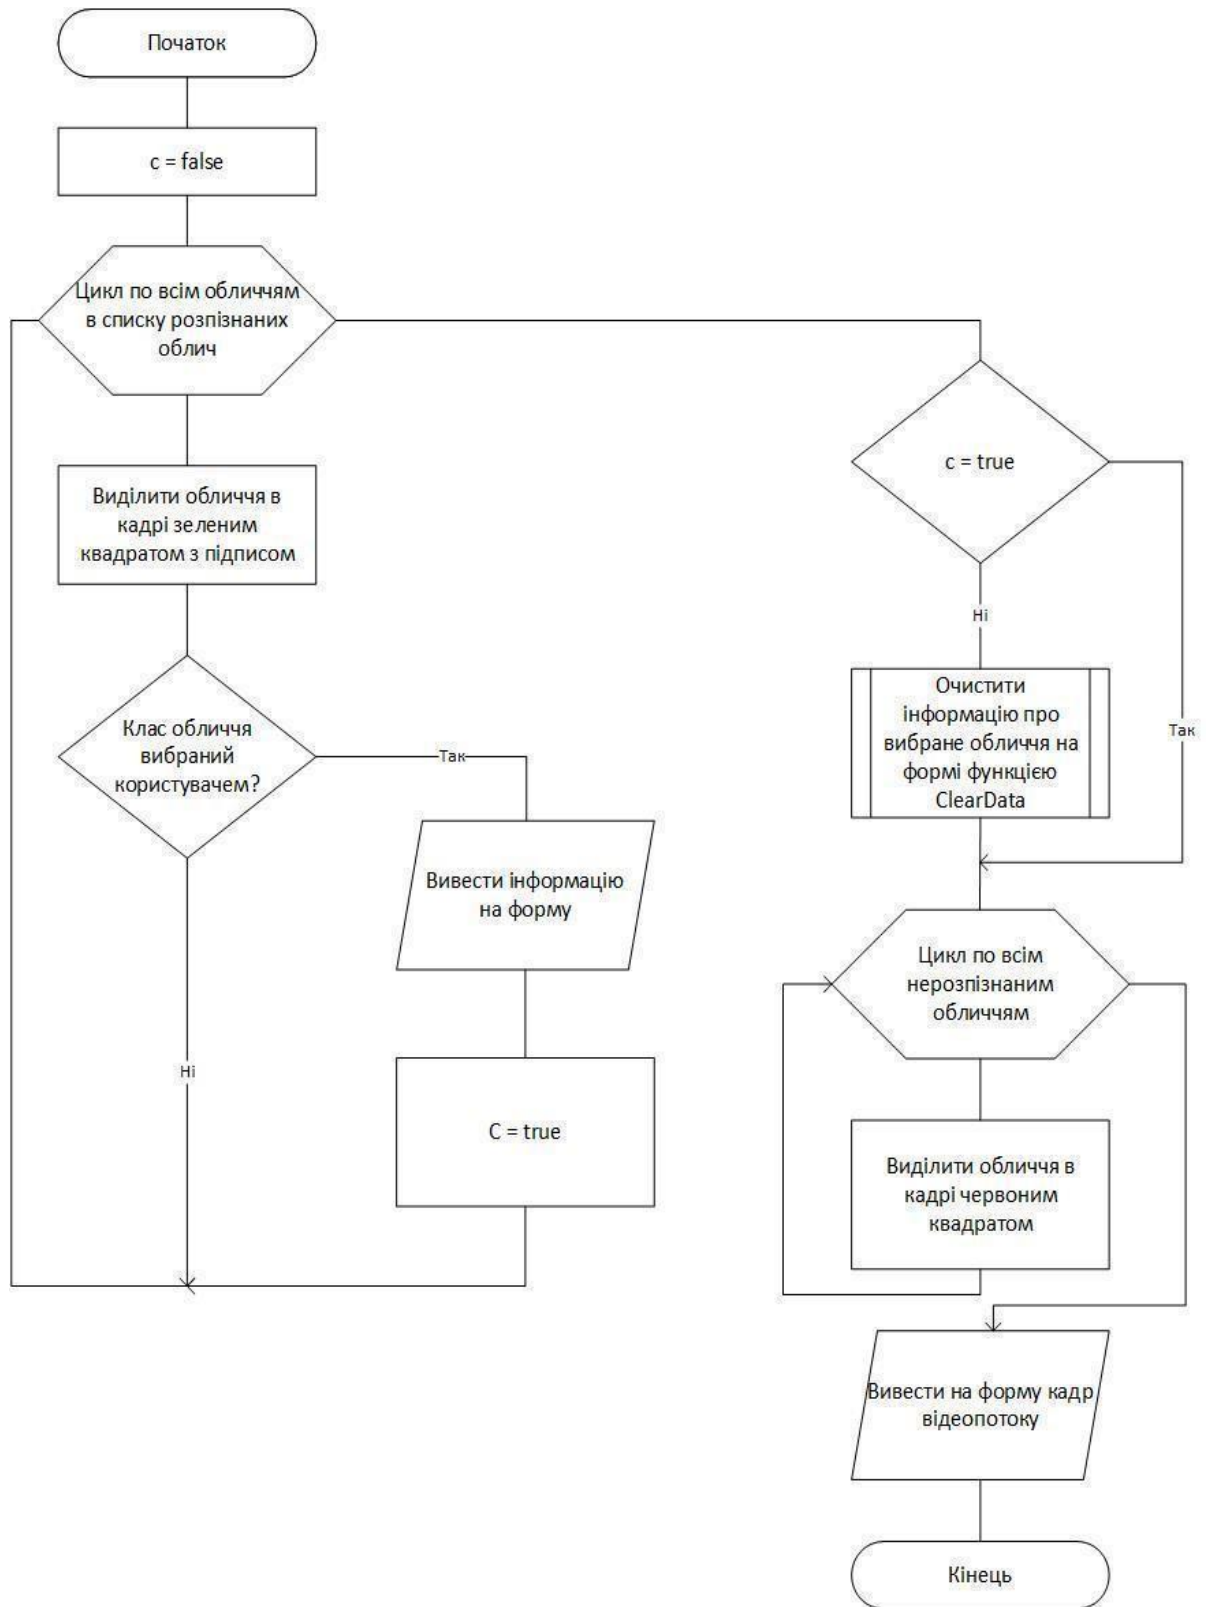 Початок
c = false
Цикл по всім обличчям
в списку розпізнаних
облич
Виділити обличчя в
кадрі зеленим
квадратом з підписом
Клас обличчя
вибраний
користувачем?
Так
Вивести інформацію
на форму
Ні
C = true
c = true
Ні
Так
Очистити
інформацію про
вибране обличчя на
формі функцією
ClearData
Цикл по всім
нерозпізнаним
обличчям
Виділити обличчя в
кадрі червоним
квадратом
Вивести на форму кадр
відеопотоку
Кінець